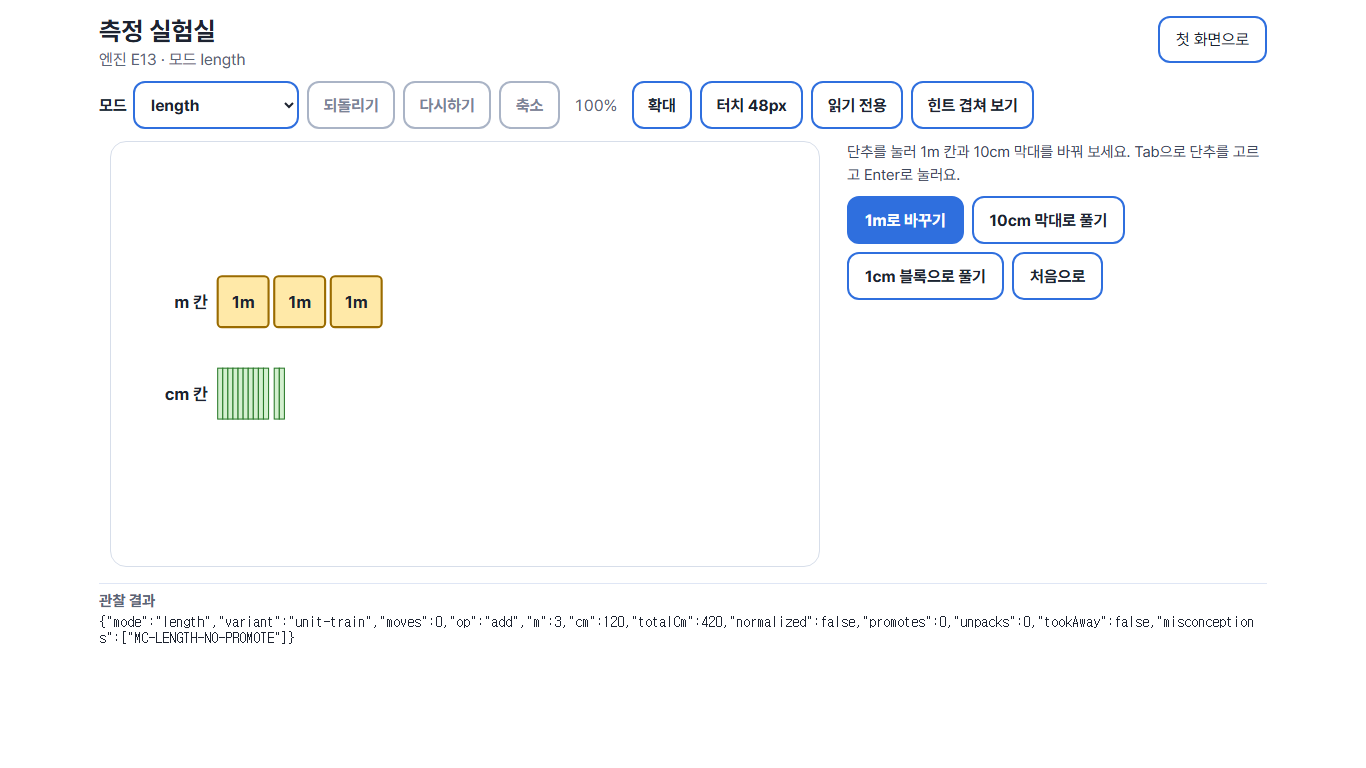 측정 실험실
엔진 E13 · 모드 length
첫 화면으로
모드 length 되돌리기 다시하기 축소 100% 확대 터치 48px 읽기 전용 힌트 겹쳐 보기
단추를 눌러 1m 칸과 10cm 막대를 바꿔 보세요. Tab으로 단추를 고르
고 Enter로 눌러요.
1m로 바꾸기 10cm 막대로 풀기
1cm 블록으로 풀기 처음으로
m 칸 1m 1m 1m
cm 칸
관찰 결과
{"mode":"length","variant":"unit-train","moves":0,"op":"add","m":3,"cm":120,"totalCm":420,"normalized":false,"promotes":0,"unpacks":0,"tookAway":false,"misconception
s":["MC-LENGTH-NO-PROMOTE"]}